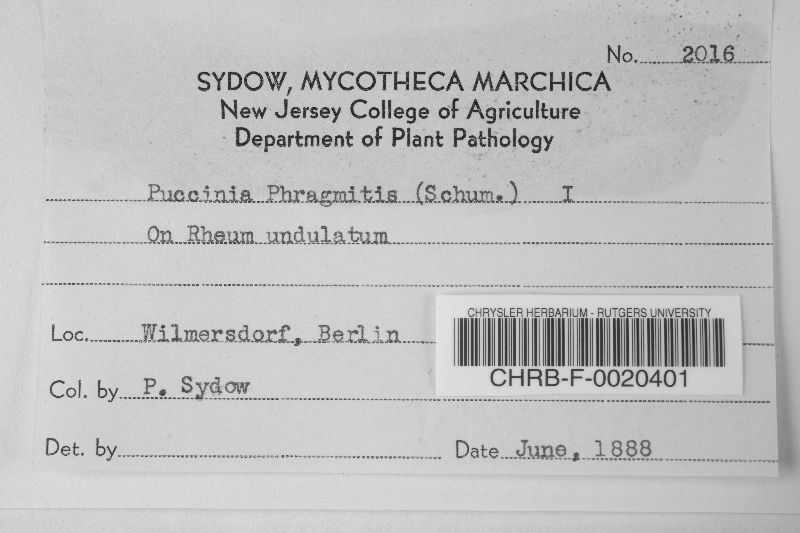 No. 2016
SYDOW, MYCOTHECA MARCHICA
New Jersey College of Agriculture
Department of Plant Pathology
Puccinia Phragmitis (Schum.) I
On Rheum undulatum
Loc. Wilmersdorf, Berlin
CHRYSLER HERBARIUM - RUTGERS UNIVERSITY
CHRB-F-0020401
Col. by P. Sydow
Det. by
Date June, 1888